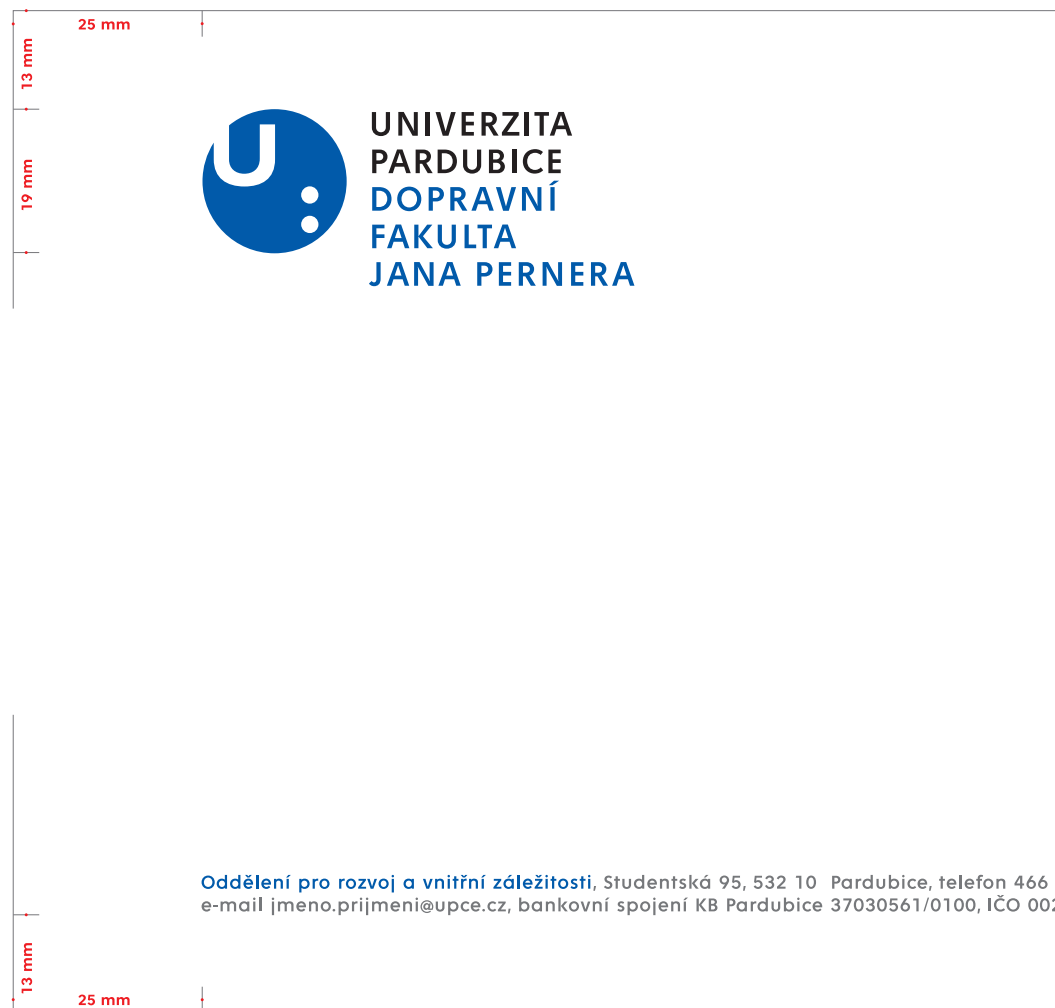 25 mm
13 mm
19 mm
U:
UNIVERZITA
PARDUBICE
DOPRAVNÍ
FAKULTA
JANA PERNERA
Oddělení pro rozvoj a vnitřní záležitosti, Studentská 95, 532 10 Pardubice, telefon 466
e-mail jmeno.prijmeni@upce.cz, bankovní spojení KB Pardubice 37030561/0100, IČO 002
13 mm
25 mm